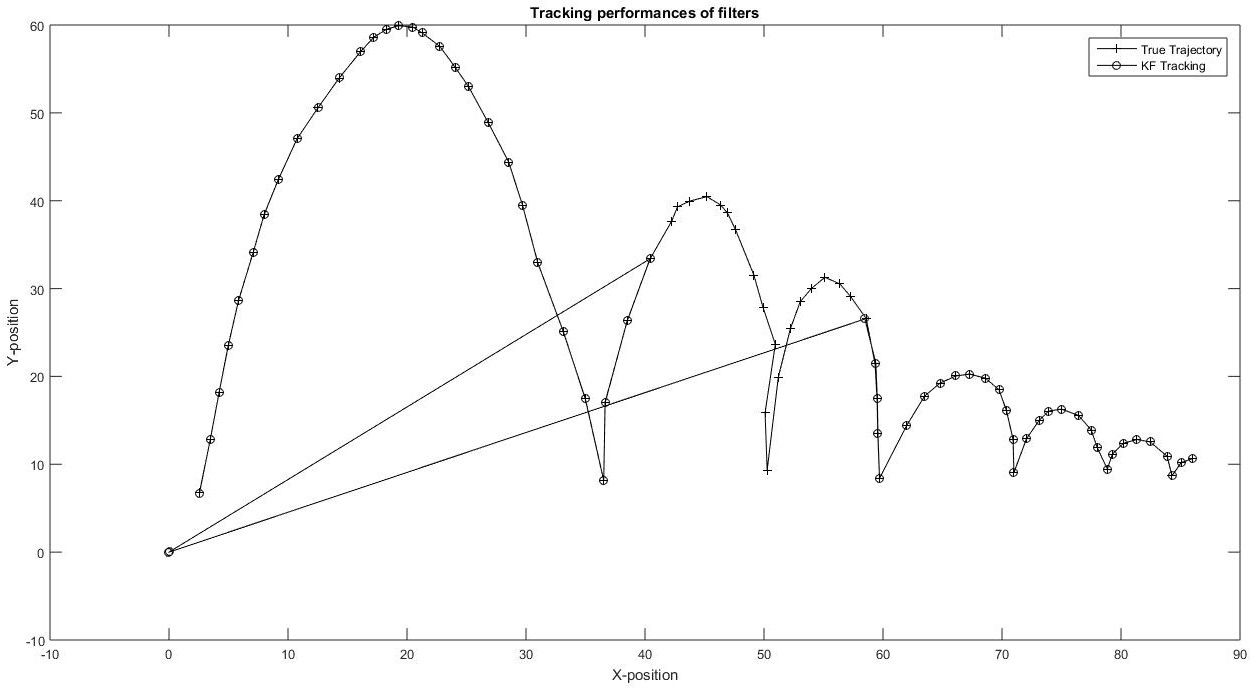 Tracking performances of filters
True Trajectory
KF Tracking
60
50
40
30
20
10
0
-10
Y-position
-10 0 10 20 30 40 50 60 70 80 90
X-position